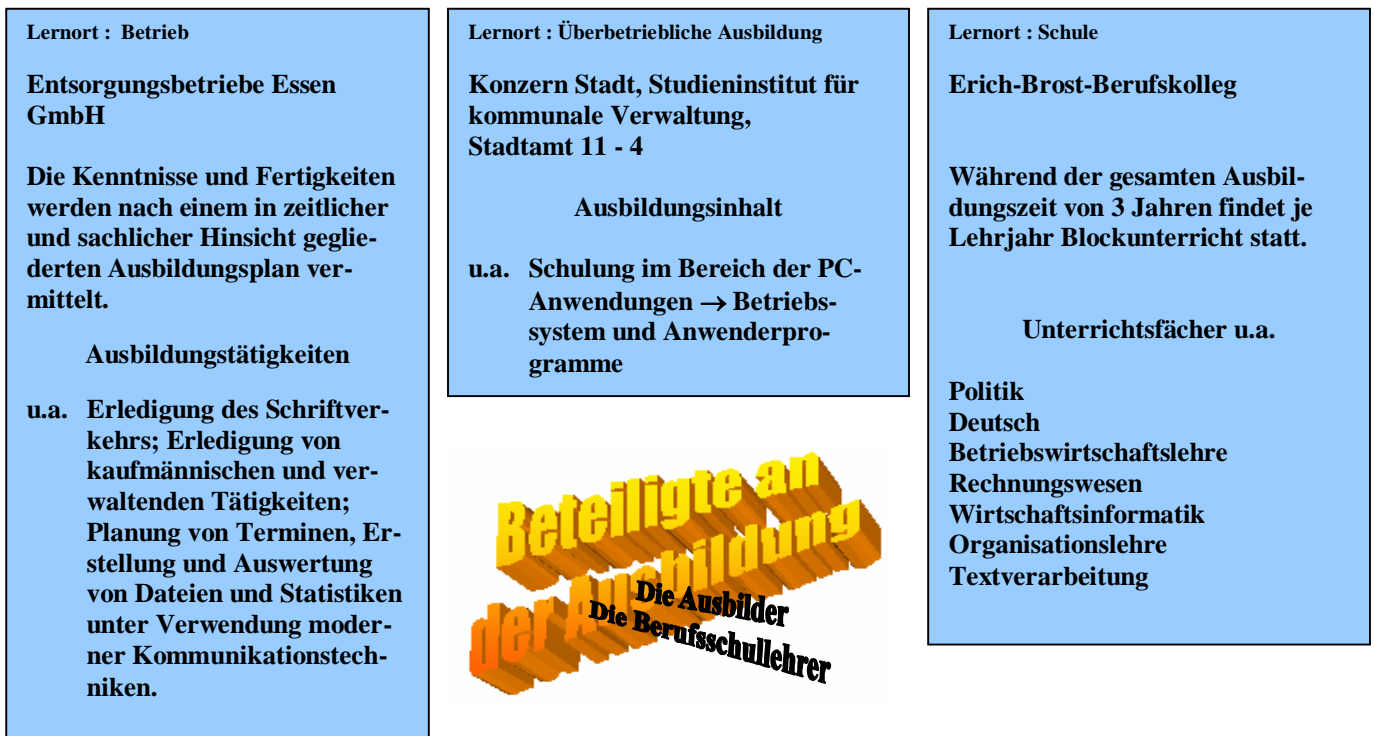 Lernort : Betrieb
Entsorgungsbetriebe Essen
GmbH
Die Kenntnisse und Fertigkeiten
werden nach einem in zeitlicher
und sachlicher Hinsicht geglie-
derten Ausbildungsplan ver-
mittelt.
Ausbildungstätigkeiten
u.a. Erledigung des Schriftver-
kehrs; Erledigung von
kaufmännischen und ver-
waltenden Tätigkeiten;
Planung von Terminen, Er-
stellung und Auswertung
von Dateien und Statistiken
unter Verwendung moder-
ner Kommunikationstech-
niken.
Lernort : Überbetriebliche Ausbildung
Konzern Stadt, Studieninstitut für
kommunale Verwaltung,
Stadtamt 11 - 4
Ausbildungsinhalt
u.a. Schulung im Bereich der PC-
Anwendungen → Betriebs-
system und Anwenderpro-
gramme
Beteiligte an
der Ausbildung
Die Ausbilder
Die Berufsschullehrer
Lernort : Schule
Erich-Brost-Berufskolleg
Während der gesamten Ausbil-
dungszeit von 3 Jahren findet je
Lehrjahr Blockunterricht statt.
Unterrichtsfächer u.a.
Politik
Deutsch
Betriebswirtschaftslehre
Rechnungswesen
Wirtschaftsinformatik
Organisationslehre
Textverarbeitung